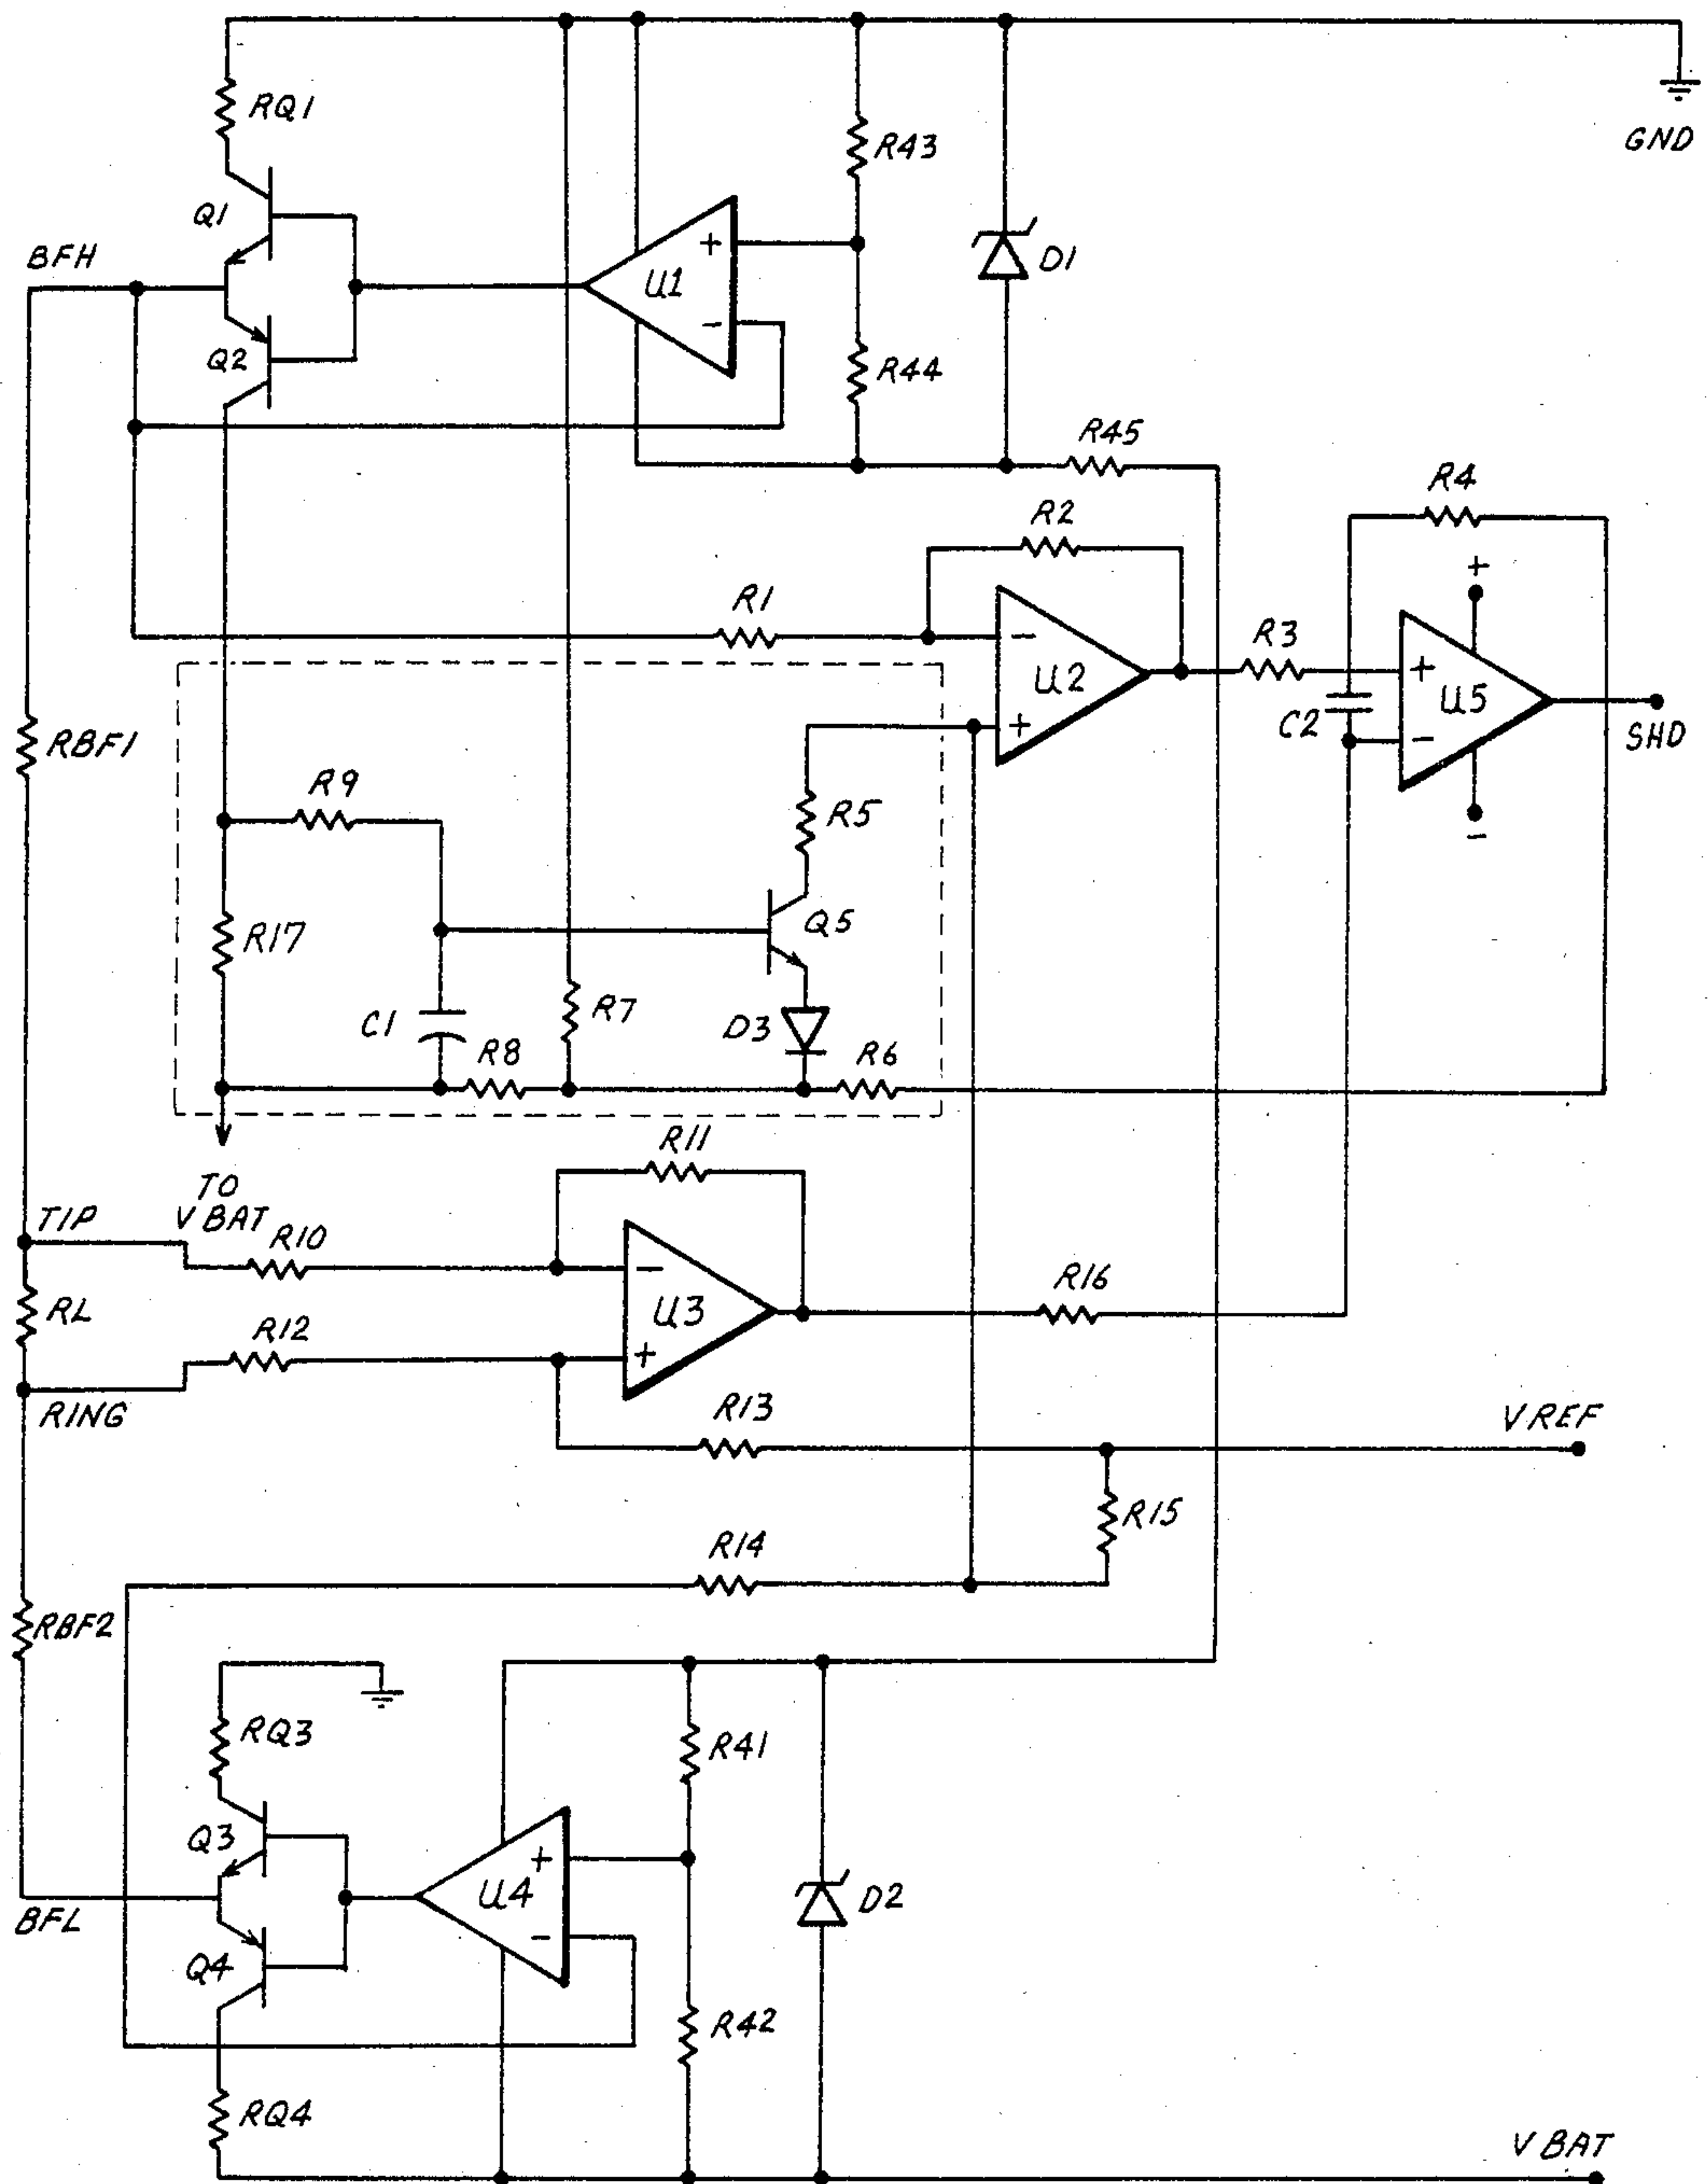 RQ1
R43
GND
Q1
+
BFH
U1
D1
-
Q2
R44
R45
R4
R2
+
R1
-
R3
+
U2
U5
C2
-
SHD
+
RBF1
R9
R5
-
Q5
R17
R7
C1
D3
R8
R6
R11
TO
V BAT
TIP
R10
-
R16
RL
R12
U3
+
RING
R13
V REF
R15
R14
RBF2
RQ3
R41
Q3
+
U4
D2
BFL
-
Q4
R42
RQ4
V BAT